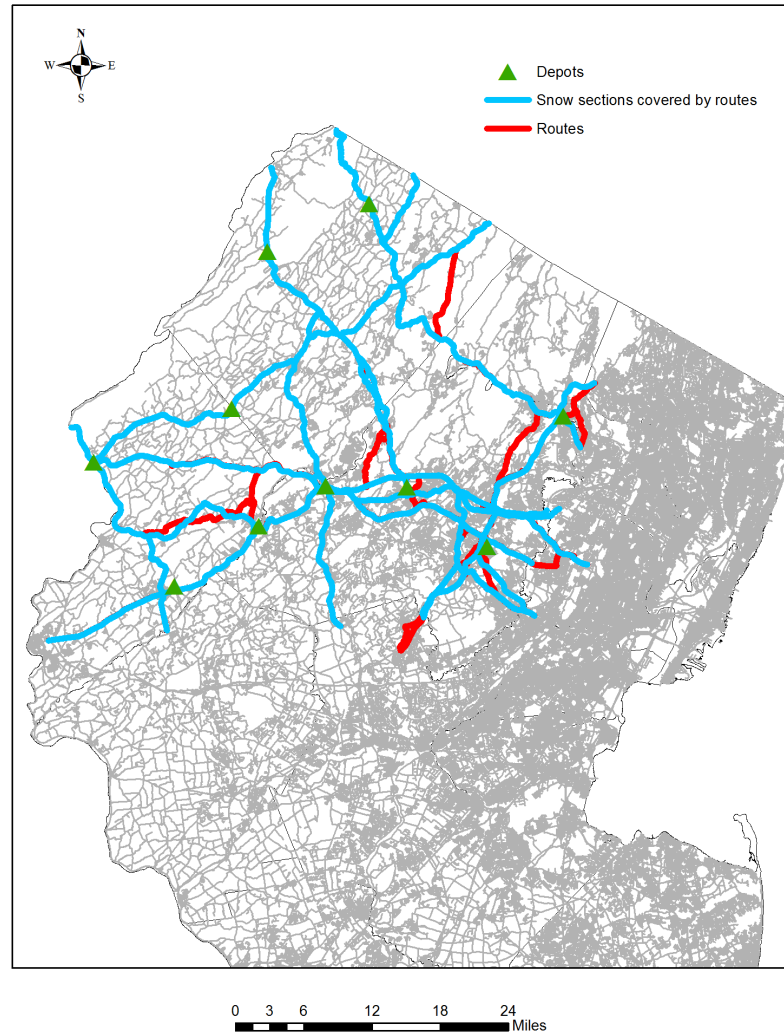 N
W E
S
Depots
Snow sections covered by routes
Routes
0 3 6 12 18 24
Miles